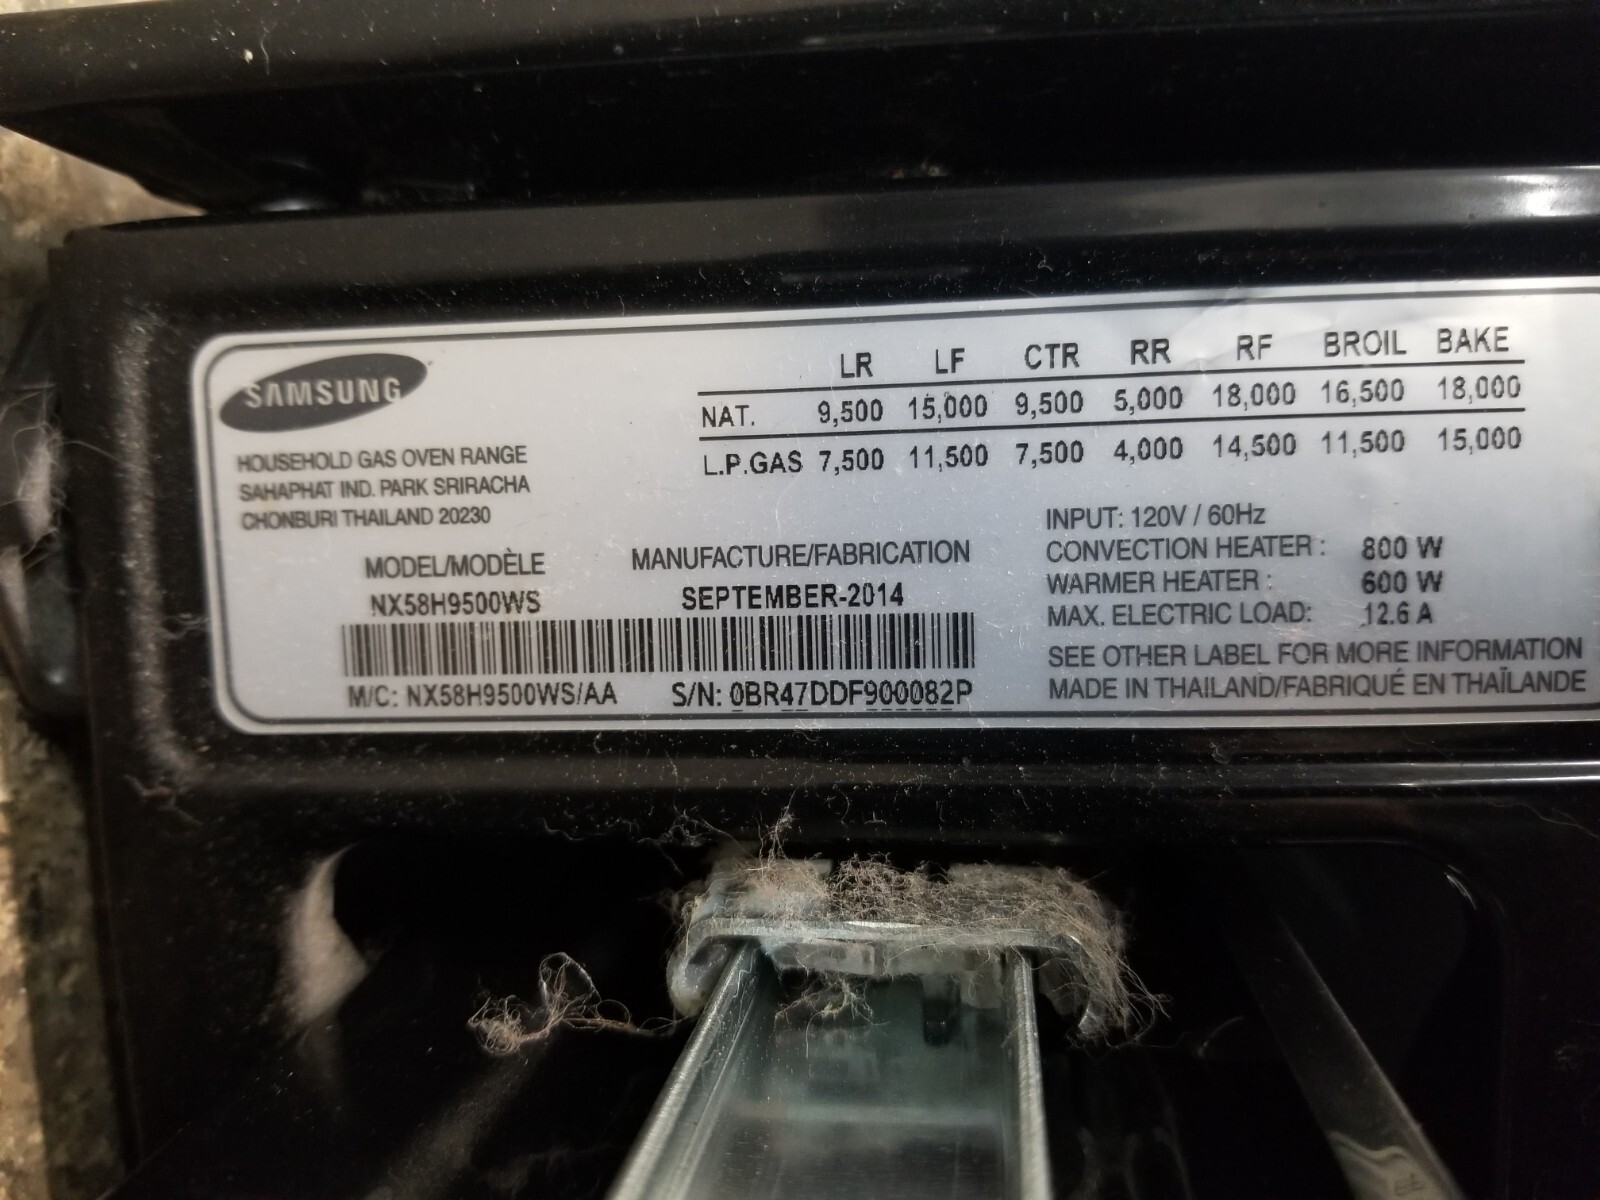 SAMSUNG
HOUSEHOLD GAS OVEN RANGE
SAHAPHAT IND. PARK SRIRACHA
CHONBURI THAILAND 20230
LR LF CTR RR RF BROIL BAKE
NAT. 9,500 15,000 9,500 5,000 18,000 16,500 18,000
L.P.GAS 7,500 11,500 7,500 4,000 14,500 11,500 15,000
MODEL/MODÈLE
NX58H9500WS
MANUFACTURE/FABRICATION
SEPTEMBER-2014
M/C: NX58H9500WS/AA S/N: 0BR47DDF900082P
INPUT: 120V / 60Hz
CONVECTION HEATER : 800 W
WARMER HEATER : 600 W
MAX. ELECTRIC LOAD: 12.6 A
SEE OTHER LABEL FOR MORE INFORMATION
MADE IN THAILAND/FABRIQUÉ EN THAÏLANDE